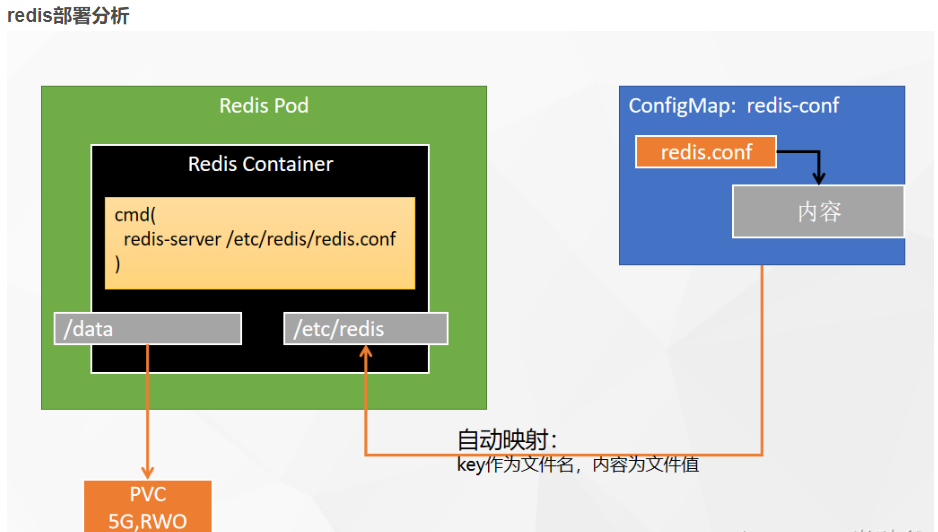 redis部署分析
Redis Pod
Redis Container
cmd(
redis-server /etc/redis/redis.conf
)
/data
/etc/redis
ConfigMap: redis-conf
redis.conf
内容
自动映射:
key作为文件名，内容为文件值
PVC
5G,RWO